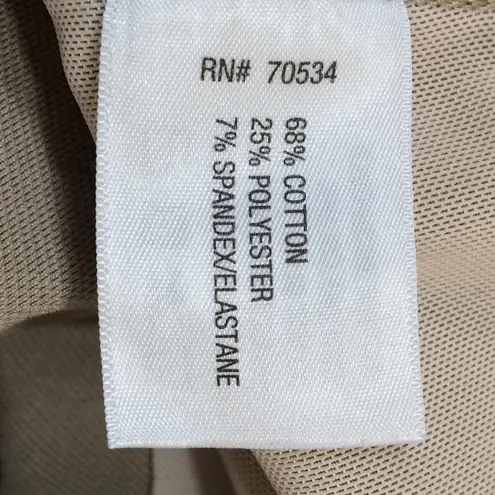 RN# 70534
68% COTTON
25% POLYESTER
7% SPANDEX/ELASTANE